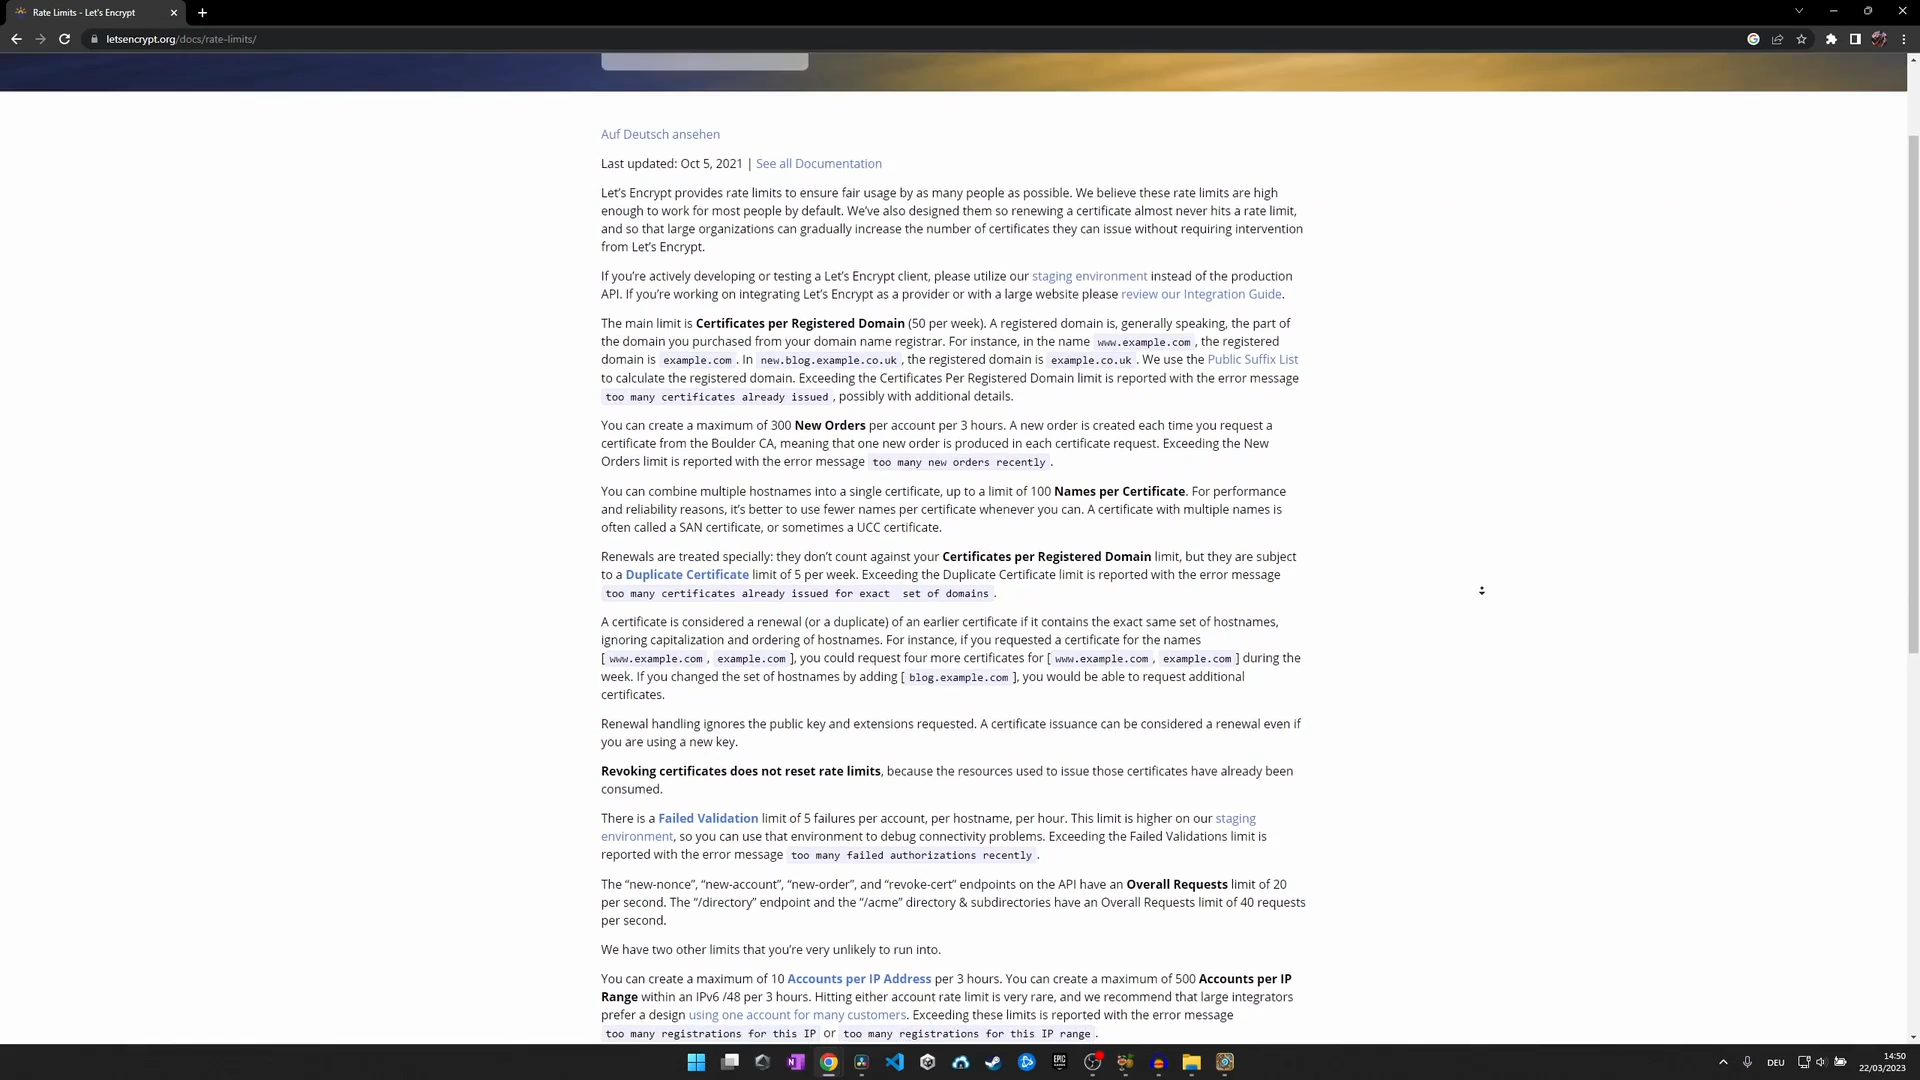 Rate Limits - Let's Encrypt
letsencrypt.org/docs/rate-limits/
Auf Deutsch ansehen
Last updated: Oct 5, 2021 | See all Documentation
Let's Encrypt provides rate limits to ensure fair usage by as many people as possible. We believe these rate limits are high
enough to work for most people by default. We've also designed them so renewing a certificate almost never hits a rate limit,
and so that large organizations can gradually increase the number of certificates they can issue without requiring intervention
from Let's Encrypt.
If you're actively developing or testing a Let's Encrypt client, please utilize our staging environment instead of the production
API. If you're working on integrating Let's Encrypt as a provider or with a large website please review our Integration Guide.
The main limit is Certificates per Registered Domain (50 per week). A registered domain is, generally speaking, the part of
the domain you purchased from your domain name registrar. For instance, in the name www.example.com , the registered
domain is example.com . In new.blog.example.co.uk , the registered domain is example.co.uk . We use the Public Suffix List
to calculate the registered domain. Exceeding the Certificates Per Registered Domain limit is reported with the error message
too many certificates already issued , possibly with additional details.
You can create a maximum of 300 New Orders per account per 3 hours. A new order is created each time you request a
certificate from the Boulder CA, meaning that one new order is produced in each certificate request. Exceeding the New
Orders limit is reported with the error message too many new orders recently .
You can combine multiple hostnames into a single certificate, up to a limit of 100 Names per Certificate. For performance
and reliability reasons, it's better to use fewer names per certificate whenever you can. A certificate with multiple names is
often called a SAN certificate, or sometimes a UCC certificate.
Renewals are treated specially: they don't count against your Certificates per Registered Domain limit, but they are subject
to a Duplicate Certificate limit of 5 per week. Exceeding the Duplicate Certificate limit is reported with the error message
too many certificates already issued for exact set of domains .
A certificate is considered a renewal (or a duplicate) of an earlier certificate if it contains the exact same set of hostnames,
ignoring capitalization and ordering of hostnames. For instance, if you requested a certificate for the names
[ www.example.com , example.com ], you could request four more certificates for [ www.example.com , example.com ] during the
week. If you changed the set of hostnames by adding [ blog.example.com ], you would be able to request additional
certificates.
Renewal handling ignores the public key and extensions requested. A certificate issuance can be considered a renewal even if
you are using a new key.
Revoking certificates does not reset rate limits, because the resources used to issue those certificates have already been
consumed.
There is a Failed Validation limit of 5 failures per account, per hostname, per hour. This limit is higher on our staging
environment, so you can use that environment to debug connectivity problems. Exceeding the Failed Validations limit is
reported with the error message too many failed authorizations recently .
The “new-nonce”, “new-account”, “new-order”, and “revoke-cert” endpoints on the API have an Overall Requests limit of 20
per second. The “/directory” endpoint and the “/acme” directory & subdirectories have an Overall Requests limit of 40 requests
per second.
We have two other limits that you're very unlikely to run into.
You can create a maximum of 10 Accounts per IP Address per 3 hours. You can create a maximum of 500 Accounts per IP
Range within an IPv6 /48 per 3 hours. Hitting either account rate limit is very rare, and we recommend that large integrators
prefer a design using one account for many customers. Exceeding these limits is reported with the error message
too many registrations for this IP or too many registrations for this IP range .
EPIC
GAMES
DEU
14:50
22/03/2023